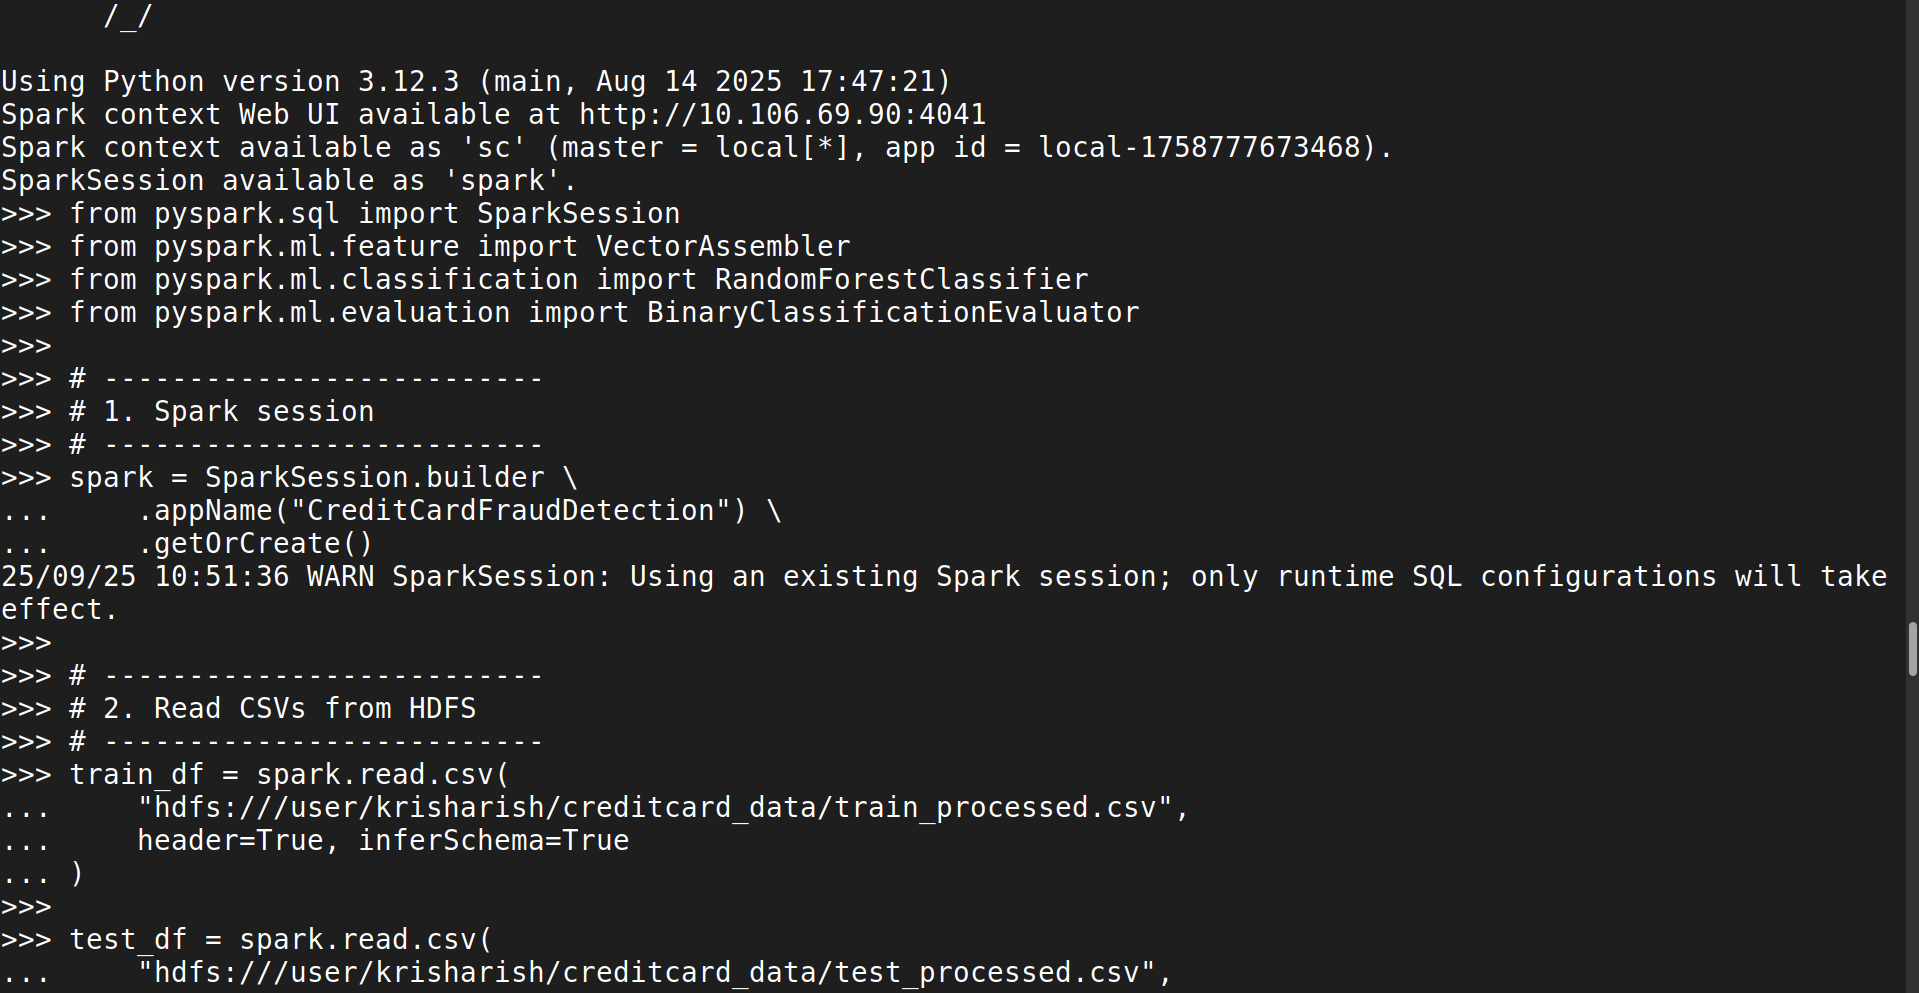 /_/
Using Python version 3.12.3 (main, Aug 14 2025 17:47:21)
Spark context Web UI available at http://10.106.69.90:4041
Spark context available as 'sc' (master = local[*], app id = local-1758777673468).
SparkSession available as 'spark'.
>>> from pyspark.sql import SparkSession
>>> from pyspark.ml.feature import VectorAssembler
>>> from pyspark.ml.classification import RandomForestClassifier
>>> from pyspark.ml.evaluation import BinaryClassificationEvaluator
>>>
>>> # --------------------------
>>> # 1. Spark session
>>> # --------------------------
>>> spark = SparkSession.builder \
...     .appName("CreditCardFraudDetection") \
...     .getOrCreate()
25/09/25 10:51:36 WARN SparkSession: Using an existing Spark session; only runtime SQL configurations will take
effect.
>>>
>>> # --------------------------
>>> # 2. Read CSVs from HDFS
>>> # --------------------------
>>> train_df = spark.read.csv(
...     "hdfs:///user/krisharish/creditcard_data/train_processed.csv",
...     header=True, inferSchema=True
... )
>>>
>>> test_df = spark.read.csv(
...     "hdfs:///user/krisharish/creditcard_data/test_processed.csv",